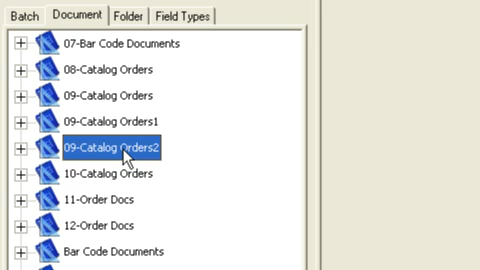 Batch Document Folder Field Types
07-Bar Code Documents
08-Catalog Orders
09-Catalog Orders
09-Catalog Orders1
09-Catalog Orders2
10-Catalog Orders
11-Order Docs
12-Order Docs
Bar Code Documents